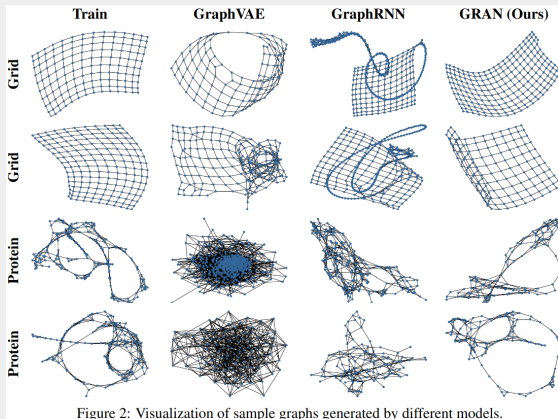 Train GraphVAE GraphRNN GRAN (Ours)
Grid
Grid
Protein
Protein
Figure 2: Visualization of sample graphs generated by different models.